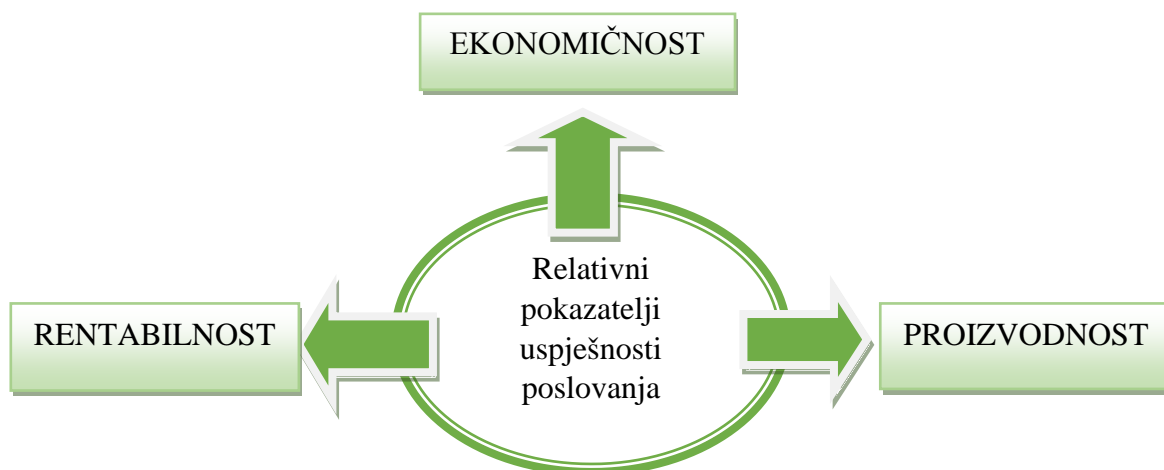 EKONOMIČNOST
Relativni
pokazatelji
uspješnosti
poslovanja
RENTABILNOST
PROIZVODNOST